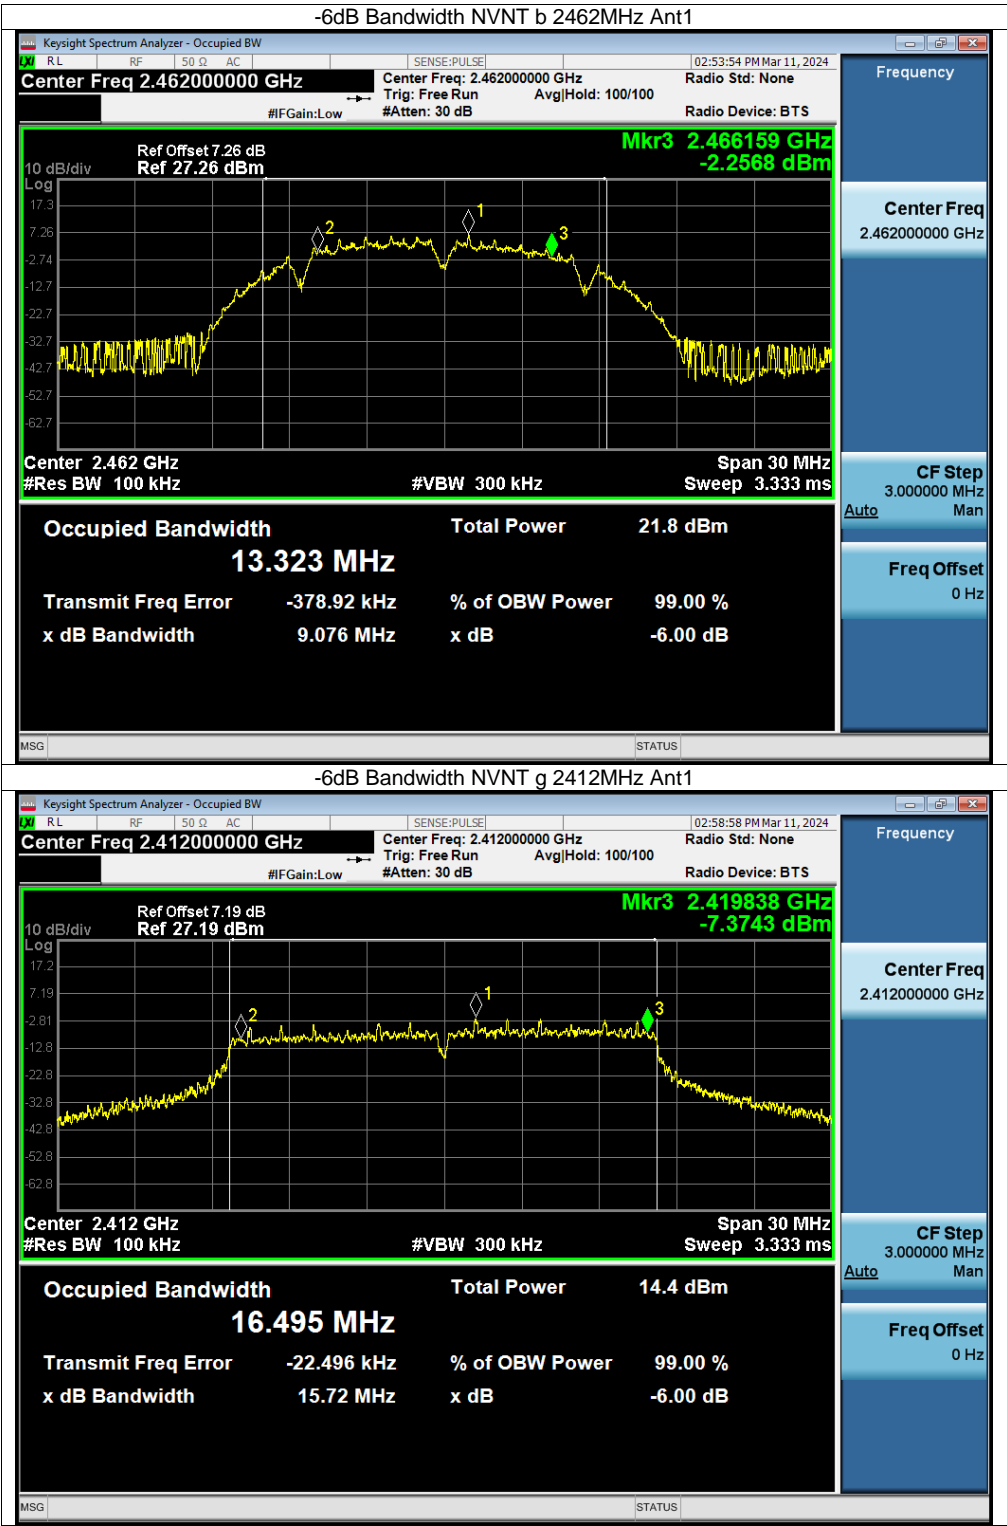 -6dB Bandwidth NVNT b 2462MHz Ant1
Keysight Spectrum Analyzer - Occupied BW
LXI RL RF 50 Ω AC SENSE:PULSE 02:53:54 PM Mar 11, 2024
Center Freq 2.462000000 GHz Center Freq: 2.462000000 GHz Radio Std: None Frequency
Trig: Free Run Avg|Hold: 100/100
#IFGain:Low #Atten: 30 dB Radio Device: BTS
Mkr3 2.466159 GHz
Ref Offset 7.26 dB
-2.2568 dBm
10 dB/div Ref 27.26 dBm
Log
17.3
7.26
-2.74
-12.7
-22.7
-32.7
-42.7
-52.7
-62.7
1
2
3
Center Freq
2.462000000 GHz
Center 2.462 GHz Span 30 MHz
#Res BW 100 kHz #VBW 300 kHz Sweep 3.333 ms
CF Step
3.000000 MHz
Auto Man
Occupied Bandwidth Total Power 21.8 dBm
13.323 MHz
Freq Offset
0 Hz
Transmit Freq Error -378.92 kHz % of OBW Power 99.00 %
x dB Bandwidth 9.076 MHz x dB -6.00 dB
MSG STATUS
-6dB Bandwidth NVNT g 2412MHz Ant1
Keysight Spectrum Analyzer - Occupied BW
LXI RL RF 50 Ω AC SENSE:PULSE 02:58:58 PM Mar 11, 2024
Center Freq 2.412000000 GHz Center Freq: 2.412000000 GHz Radio Std: None Frequency
Trig: Free Run Avg|Hold: 100/100
#IFGain:Low #Atten: 30 dB Radio Device: BTS
Mkr3 2.419838 GHz
Ref Offset 7.19 dB
-7.3743 dBm
10 dB/div Ref 27.19 dBm
Log
17.2
7.19
-2.81
-12.8
-22.8
-32.8
-42.8
-52.8
-62.8
1
2
3
Center Freq
2.412000000 GHz
Center 2.412 GHz Span 30 MHz
#Res BW 100 kHz #VBW 300 kHz Sweep 3.333 ms
CF Step
3.000000 MHz
Auto Man
Occupied Bandwidth Total Power 14.4 dBm
16.495 MHz
Freq Offset
0 Hz
Transmit Freq Error -22.496 kHz % of OBW Power 99.00 %
x dB Bandwidth 15.72 MHz x dB -6.00 dB
MSG STATUS